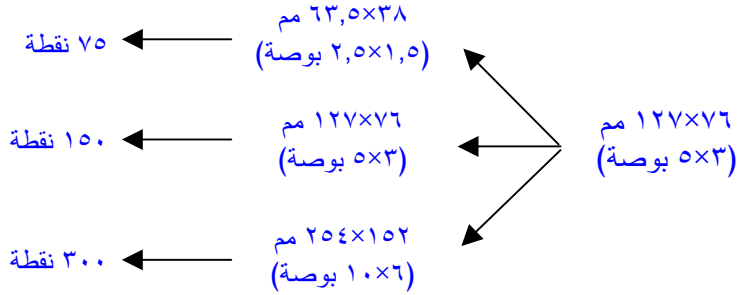 ٣٨×٦٣,٥ مم
(١,٥×٢,٥ بوصة)
٧٥ نقطة
٧٦×١٢٧ مم
(٣×٥ بوصة)
٧٦×١٢٧ مم
(٣×٥ بوصة)
١٥٠ نقطة
١٥٢×٢٥٤ مم
(٦×١٠ بوصة)
٣٠٠ نقطة